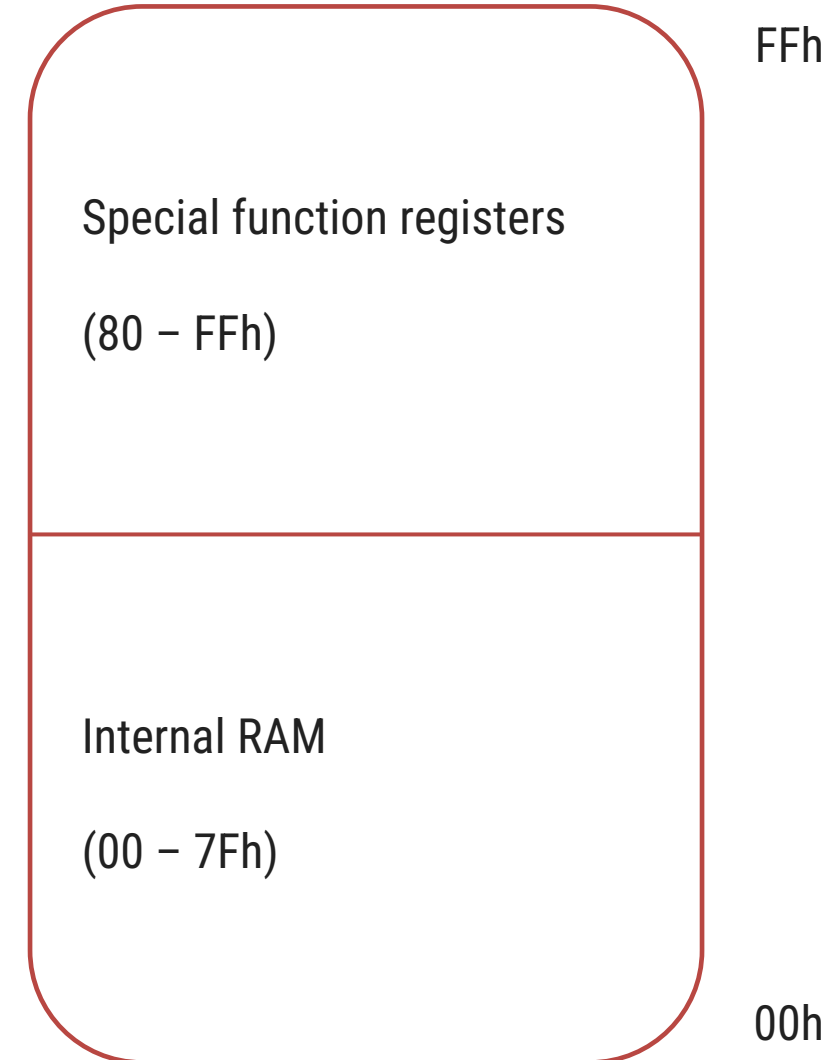 FFh
Special function registers
(80 – FFh)
Internal RAM
(00 – 7Fh)
00h